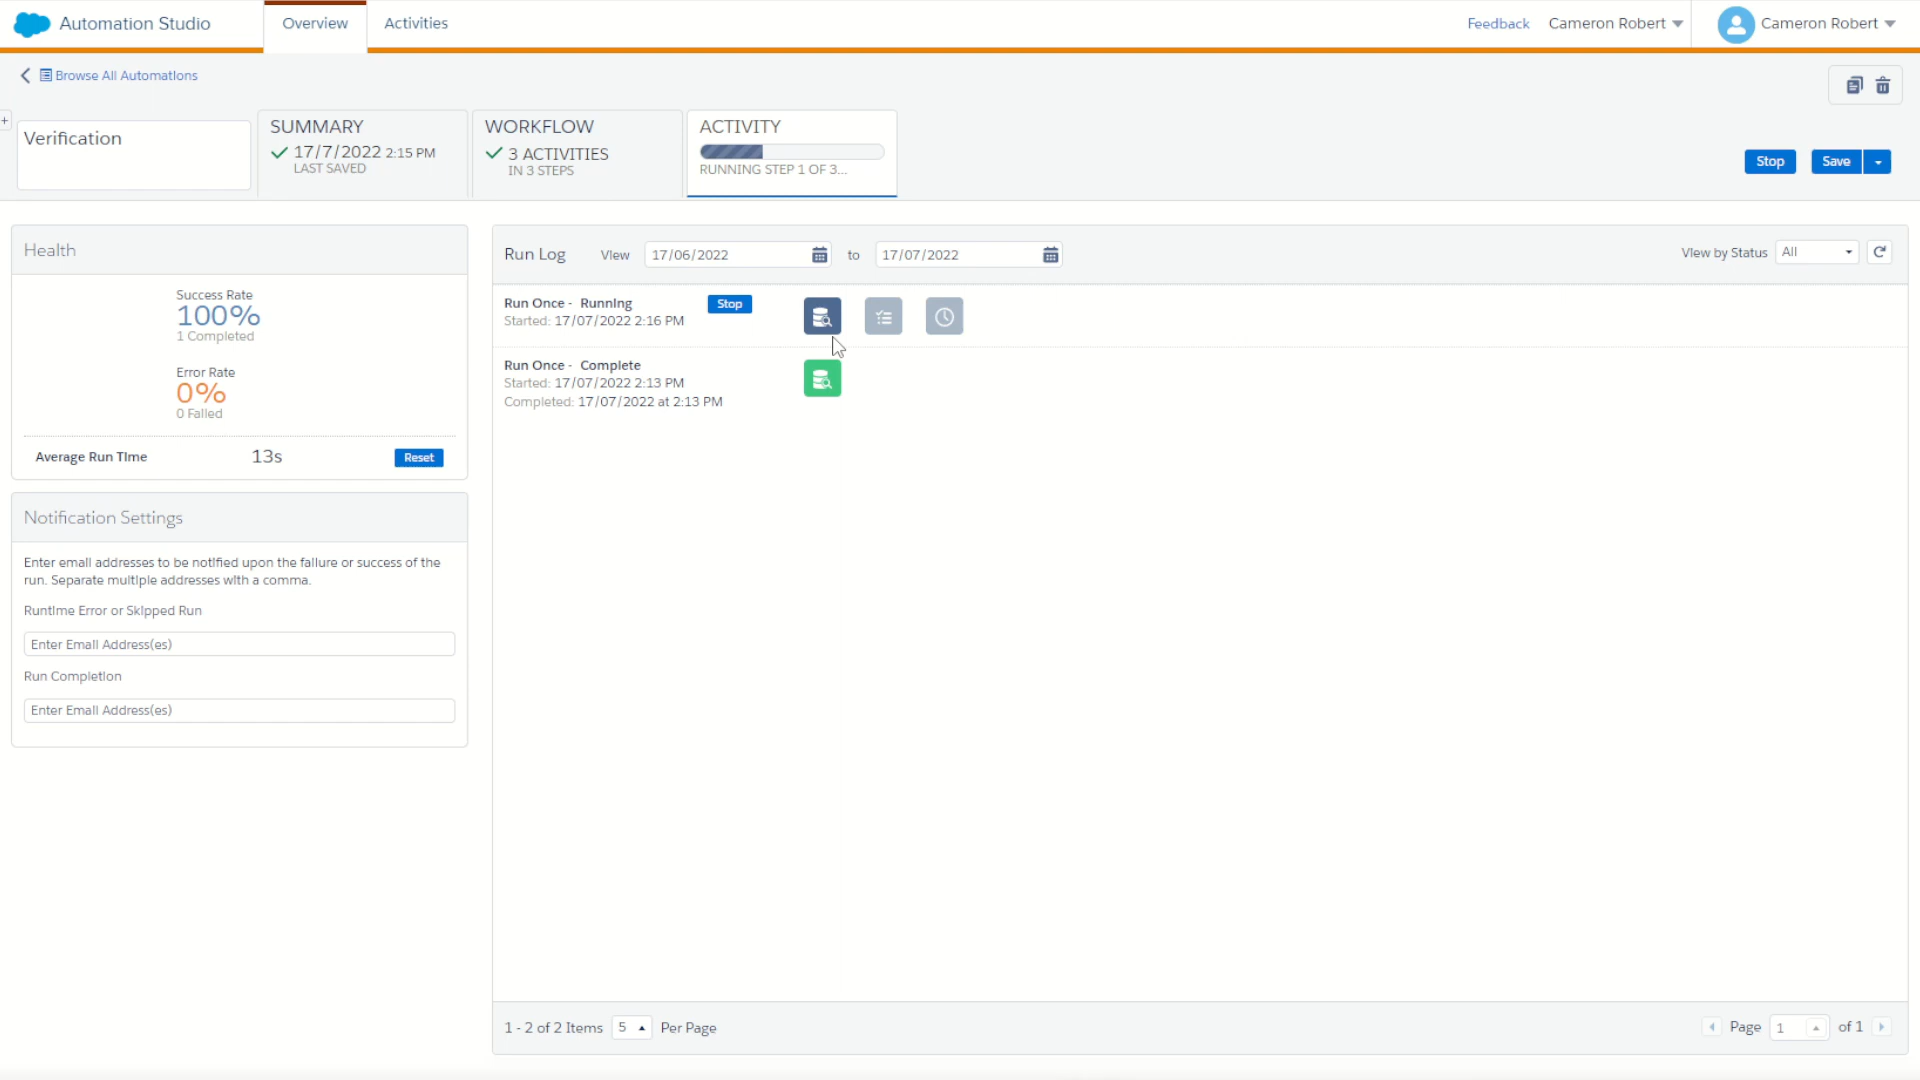 Automation Studio
Overview
Activities
Feedback
Cameron Robert
Cameron Robert
Browse All Automations
Verification
SUMMARY
17/7/2022 2:15 PM
LAST SAVED
WORKFLOW
3 ACTIVITIES
IN 3 STEPS
ACTIVITY
RUNNING STEP 1 OF 3...
Stop
Save
Health
Success Rate
100%
1 Completed
Error Rate
0%
0 Failed
Average Run Time
13s
Reset
Notification Settings
Enter email addresses to be notified upon the failure or success of the
run. Separate multiple addresses with a comma.
Runtime Error or Skipped Run
Enter Email Address(es)
Run Completion
Enter Email Address(es)
Run Log
View
17/06/2022
to
17/07/2022
View by Status
All
Run Once - Running
Stop
Started: 17/07/2022 2:16 PM
Run Once - Complete
Started: 17/07/2022 2:13 PM
Completed: 17/07/2022 at 2:13 PM
1 - 2 of 2 Items
5
Per Page
Page
1
of 1